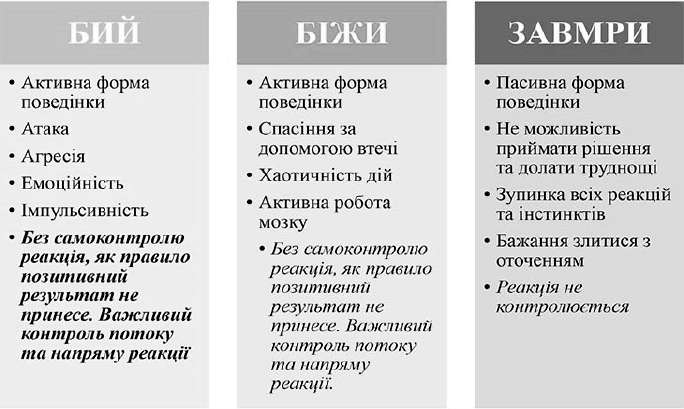 БИЙ
• Активна форма
поведінки
• Атака
• Агресія
• Емоційність
• Імпульсивність
• Без самоконтролю
реакція, як правило
позитивний
результат не
принесе. Важливий
контроль потоку
та напряму реакції
БІЖИ
• Активна форма
поведінки
• Спасіння за
допомогою втечі
• Хаотичність дій
• Активна робота
мозку
• Без самоконтролю
реакція, як правило
позитивний
результат не
принесе. Важливий
контроль потоку
та напряму
реакції.
ЗАВМРИ
• Пасивна форма
поведінки
• Не можливість
приймати рішення
та долати труднощі
• Зупинка всіх реакцій
та інстинктів
• Бажання злитися з
оточенням
• Реакція не
контролюється